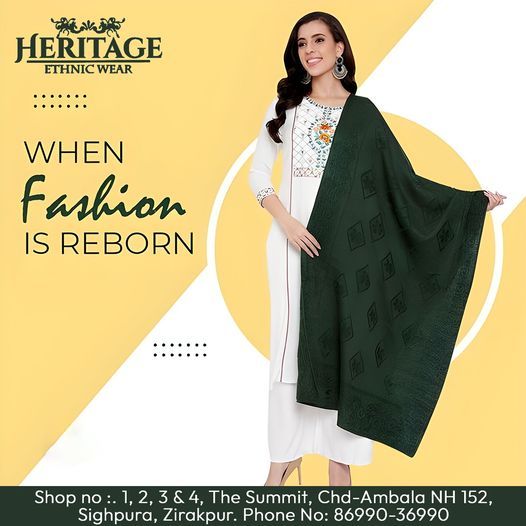 HERITAGE
ETHNIC WEAR
WHEN
Fashion
IS REBORN
Shop no :. 1, 2, 3 & 4, The Summit, Chd-Ambala NH 152,
Sighpura, Zirakpur. Phone No: 86990-36990